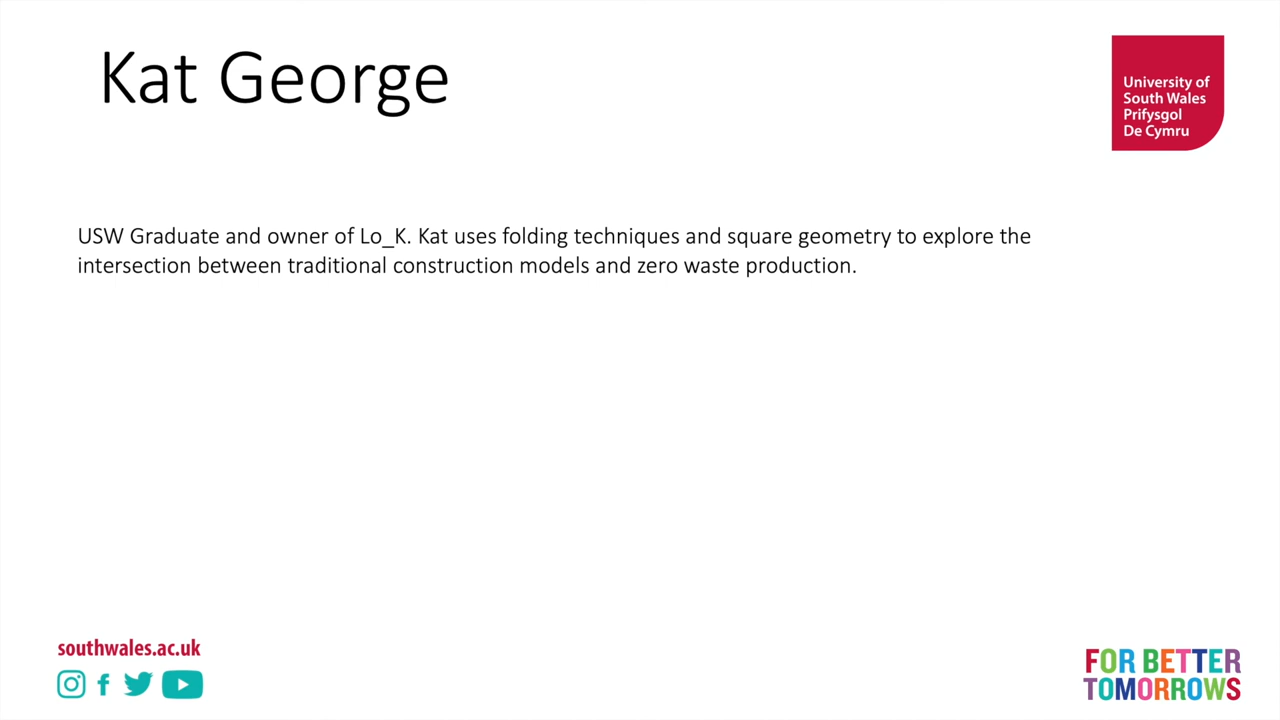 Kat George
University of
South Wales
Prifysgol
De Cymru
USW Graduate and owner of Lo_K. Kat uses folding techniques and square geometry to explore the
intersection between traditional construction models and zero waste production.
southwales.ac.uk
FOR BETTER
TOMORROWS